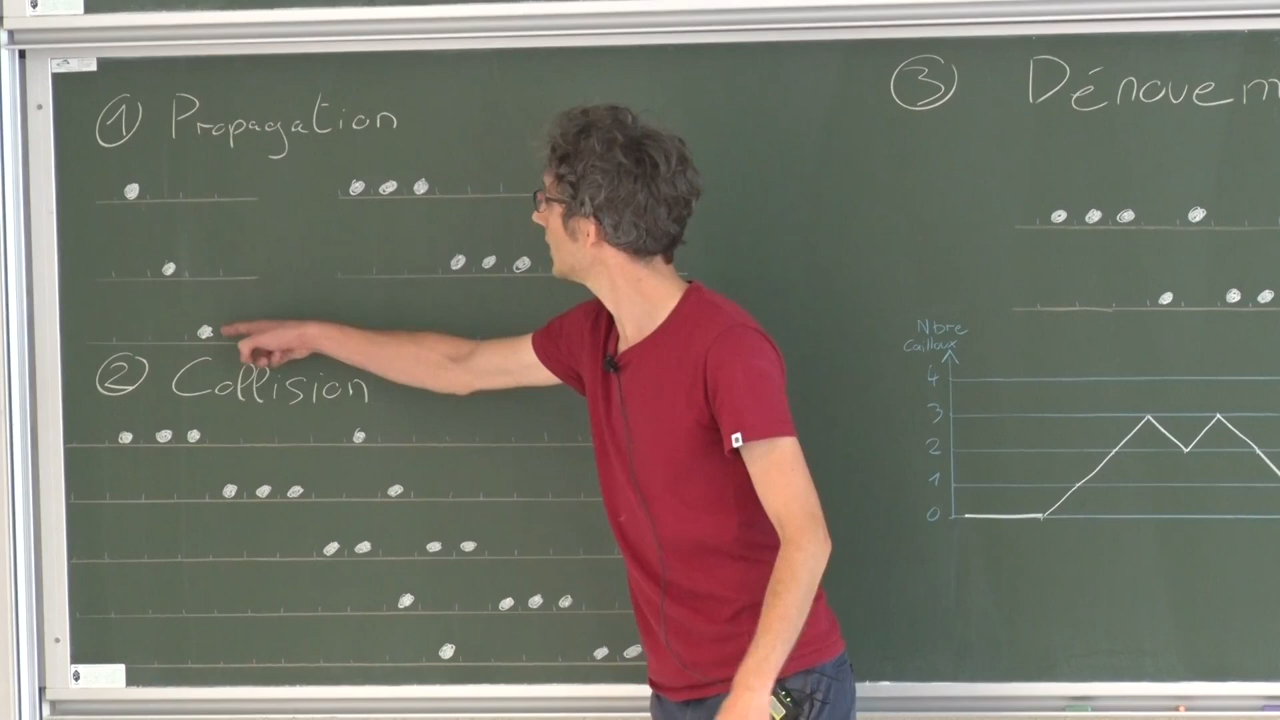 ① Propagation
② Collision
③ Dénouem
Nbre
Cailloux
4
3
2
1
0